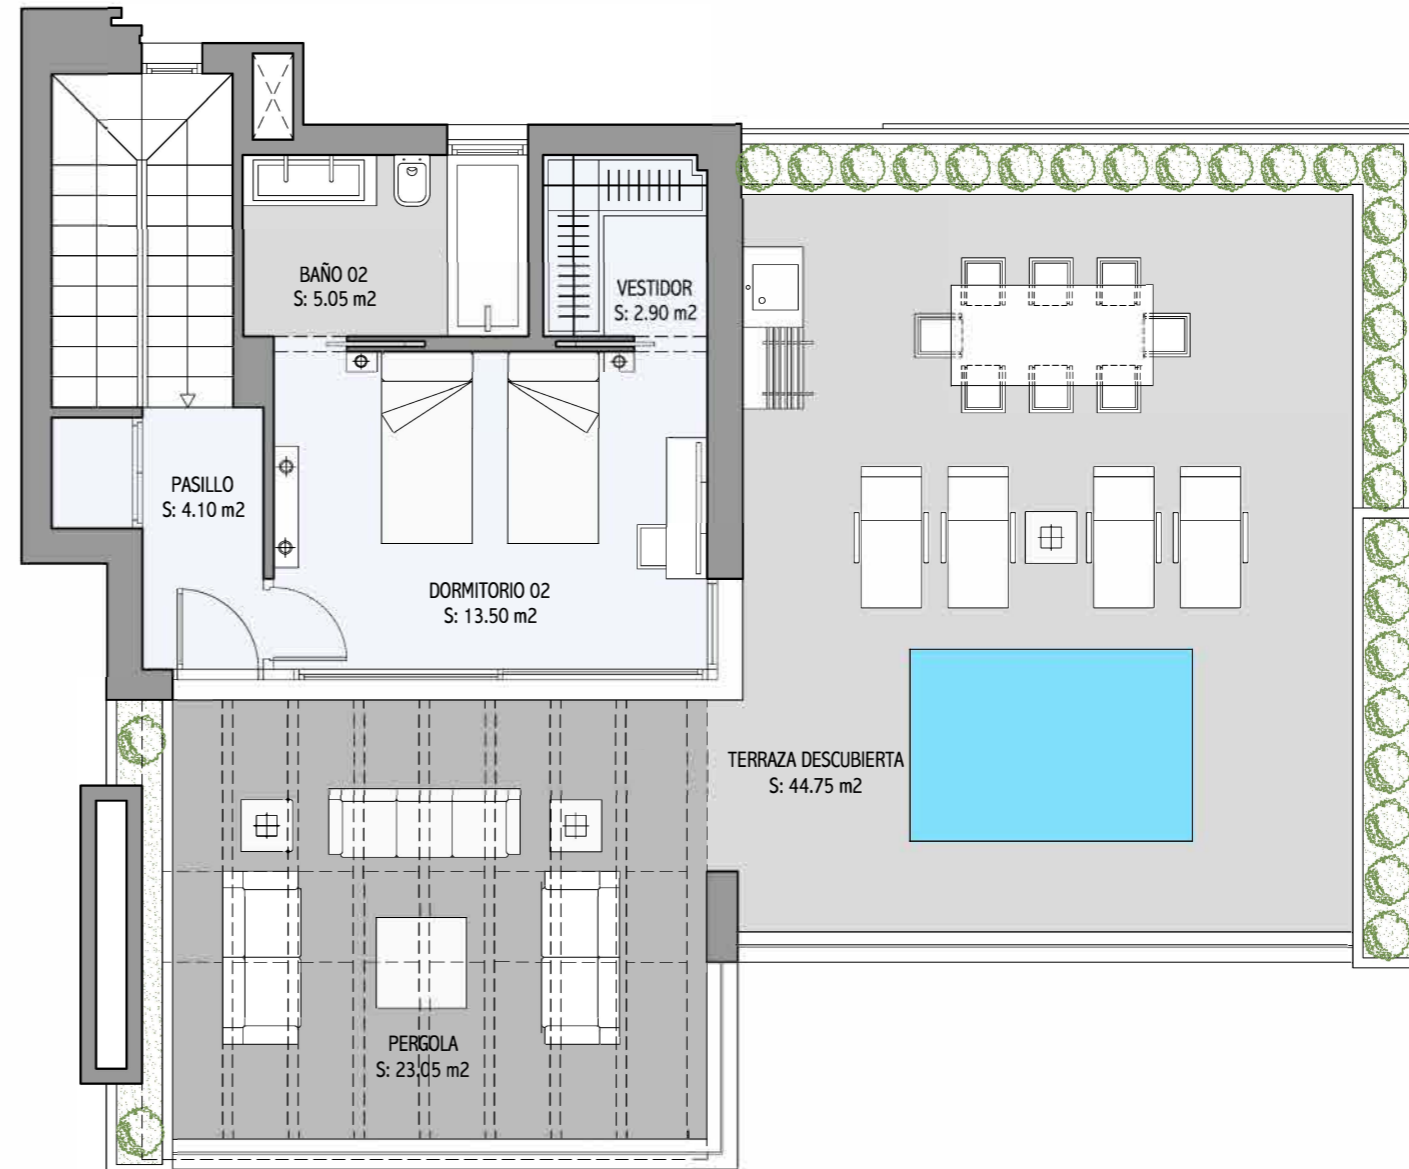 BAÑO 02
S: 5.05 m2
VESTIDOR
S: 2.90 m2
PASILLO
S: 4.10 m2
DORMITORIO 02
S: 13.50 m2
TERRAZA DESCUBIERTA
S: 44.75 m2
PERGOLA
S: 23.05 m2